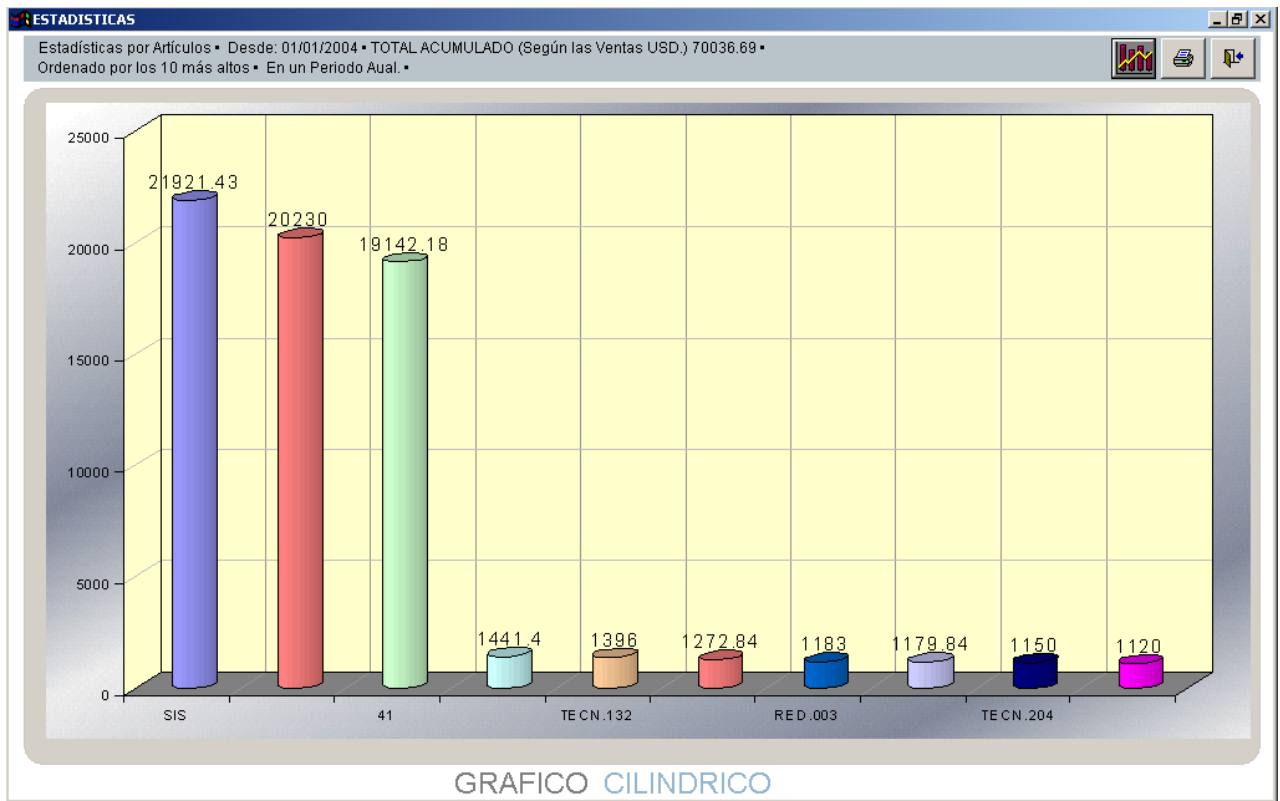 ESTADISTICAS
Estadísticas por Artículos • Desde: 01/01/2004 • TOTAL ACUMULADO (Según las Ventas USD.) 70036.69 •
Ordenado por los 10 más altos • En un Periodo Aual. •
25000
21921.43
20230
19142.18
20000
15000
10000
5000
1441.4 1396 1272.84 1183 1179.84 1150 1120
0
SIS 41 TECN.132 RED.003 TECN.204
GRAFICO CILINDRICO